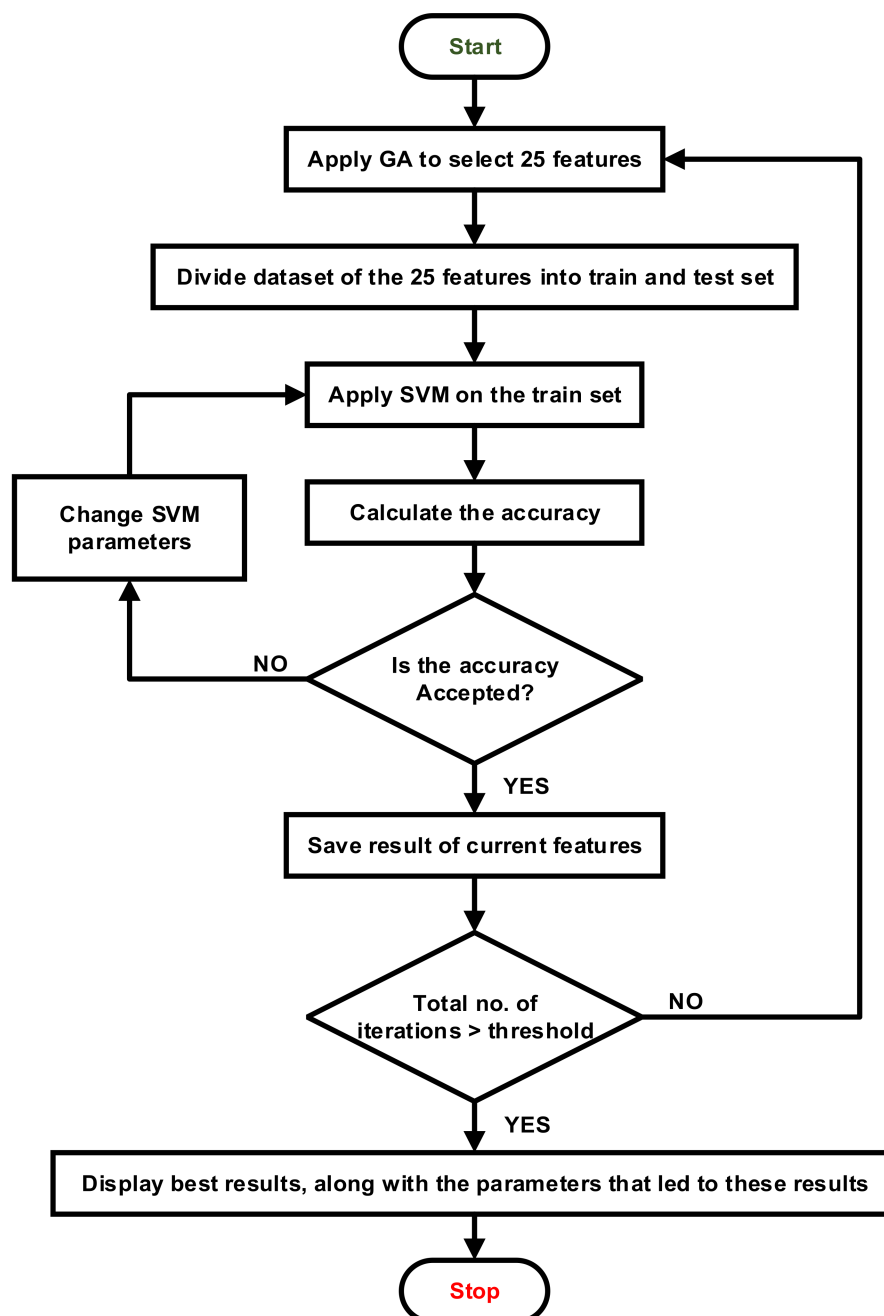 Start
Apply GA to select 25 features
Divide dataset of the 25 features into train and test set
Apply SVM on the train set
Change SVM
parameters
Calculate the accuracy
Is the accuracy
Accepted?
NO
YES
Save result of current features
Total no. of
iterations > threshold
NO
YES
Display best results, along with the parameters that led to these results
Stop